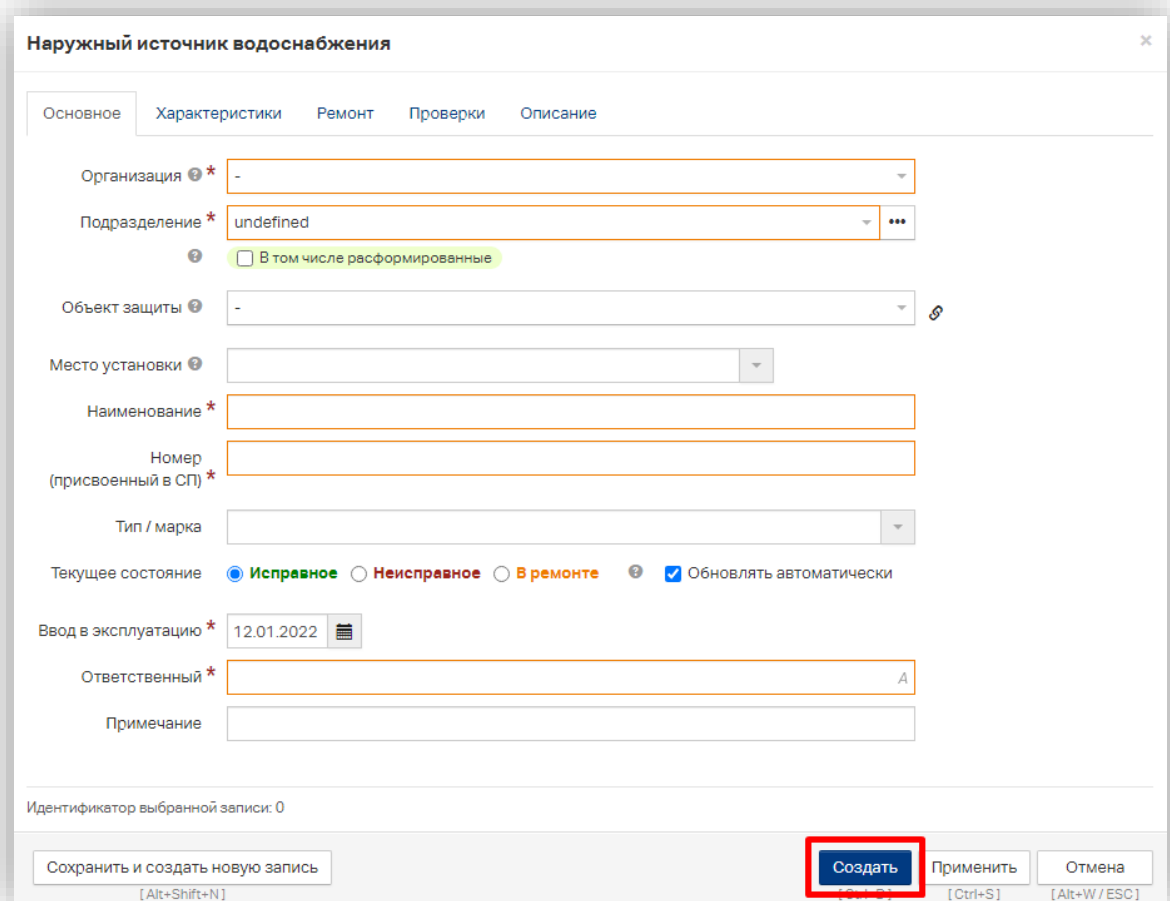 Наружный источник водоснабжения ×
Основное Характеристики Ремонт Проверки Описание
Организация ? * -
Подразделение * undefined •••
? В том числе расформированные
Объект защиты ? -
Место установки ?
Наименование *
Номер
(присвоенный в СП) *
Тип / марка
Текущее состояние Исправное Неисправное В ремонте ? Обновлять автоматически
Ввод в эксплуатацию * 12.01.2022
Ответственный * A
Примечание
Идентификатор выбранной записи: 0
Сохранить и создать новую запись Создать Применить Отмена
[Alt+Shift+N] [Ctrl+S] [Alt+W / ESC]